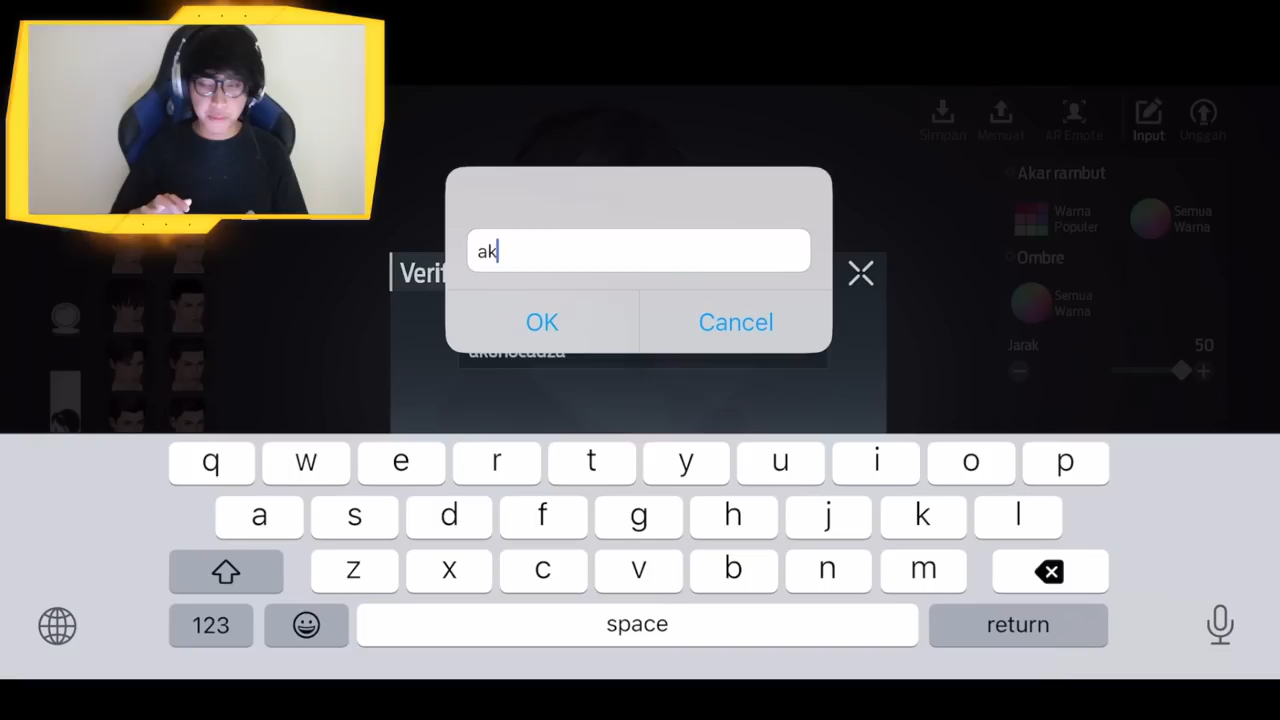 Simpan Memuat AR Emote Input Unggah
Akar rambut
Warna Populer
Semua Warna
Ombre
Semua Warna
Jarak 50
ak
Verif
OK Cancel
q w e r t y u i o p
a s d f g h j k l
z x c v b n m
123 space return